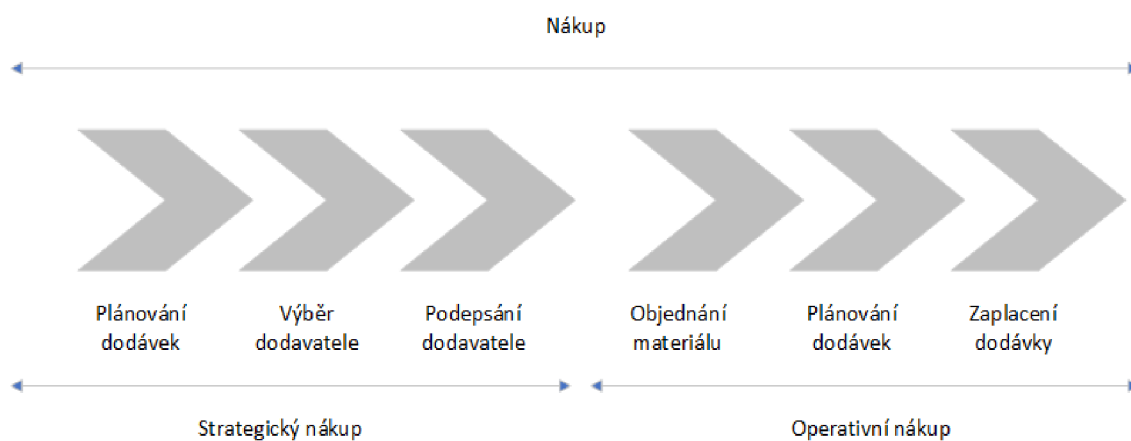 Nákup
Plánování
dodávek
Výběr
dodavatele
Podepsání
dodavatele
Objednání
materiálu
Plánování
dodávek
Zaplacení
dodávky
Strategický nákup
Operativní nákup